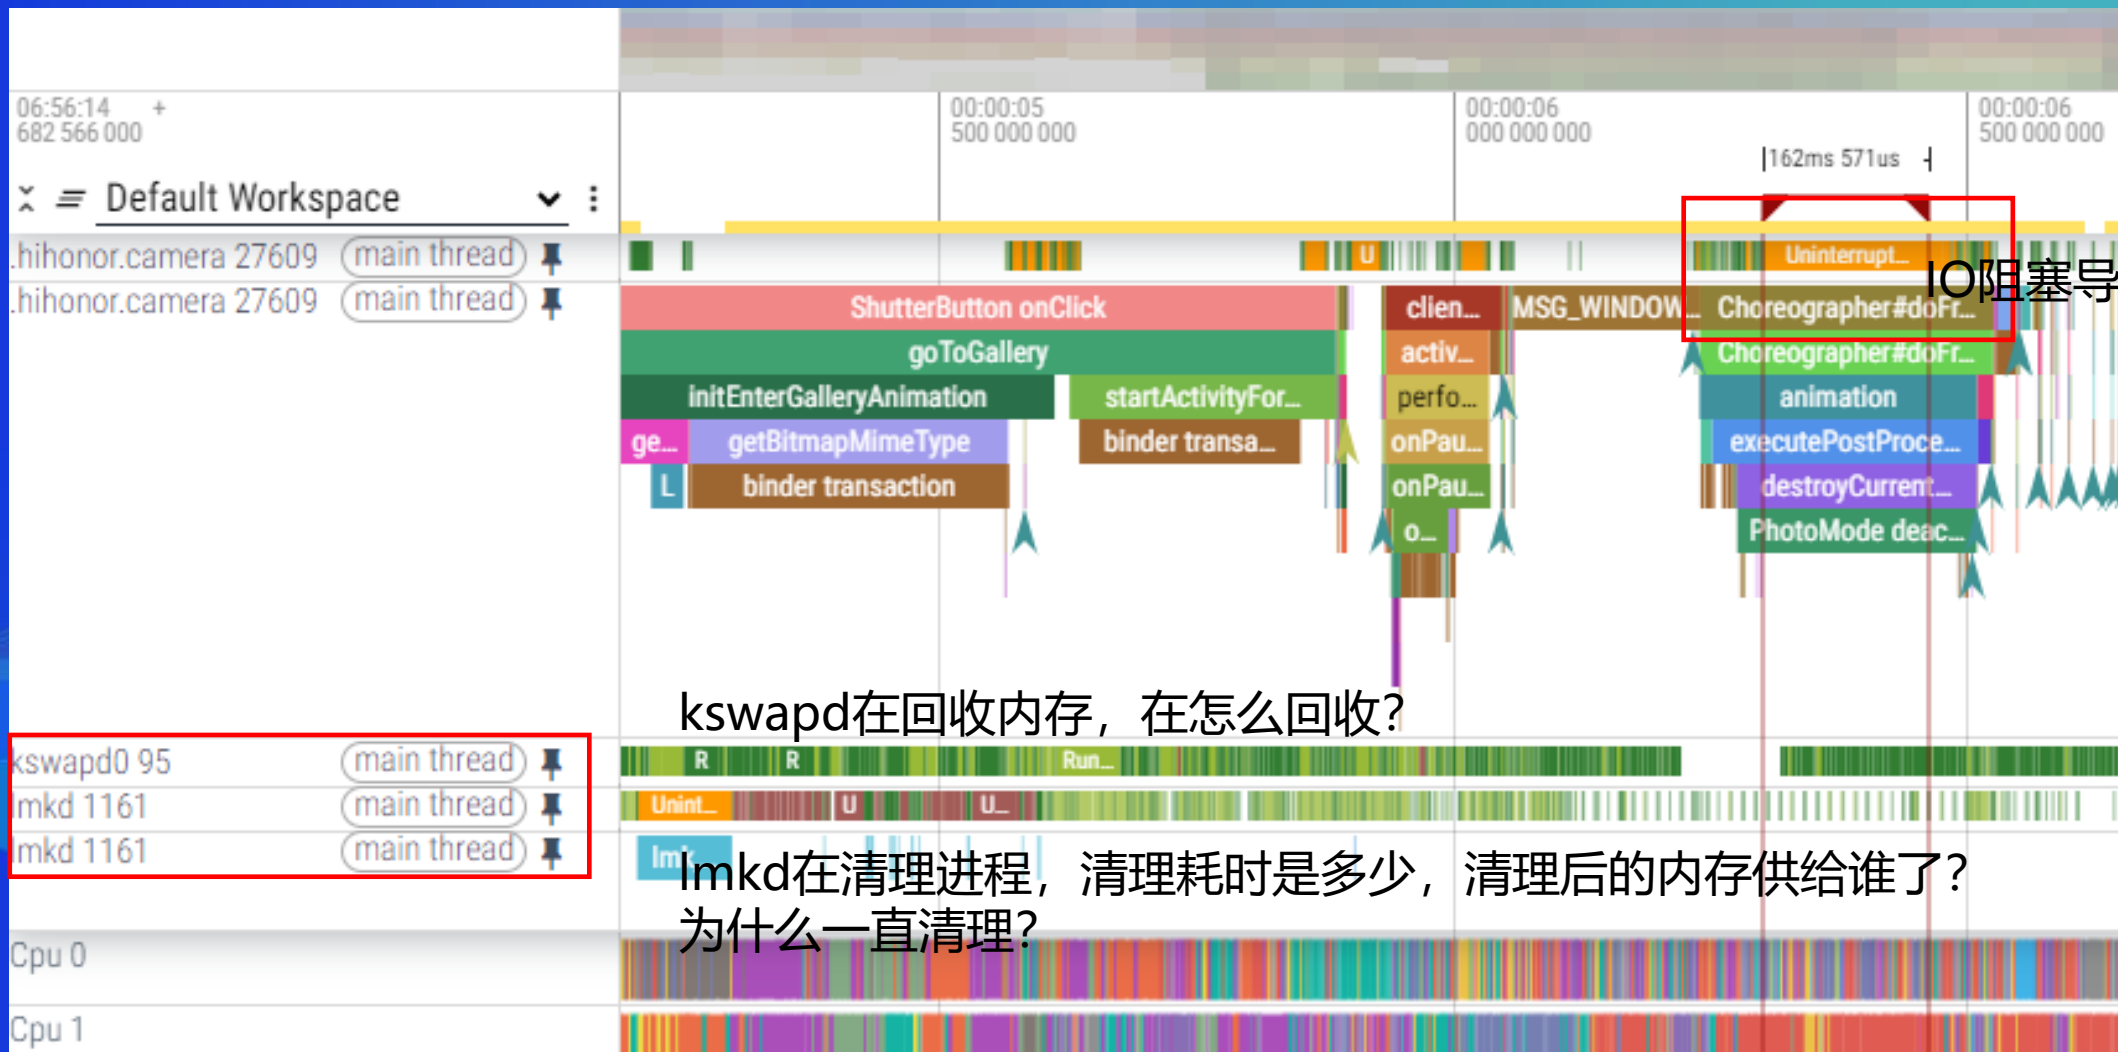 06:56:14 +
682 566 000
00:00:05
500 000 000
00:00:06
000 000 000
00:00:06
500 000 000
162ms 571us
Default Workspace
.hihonor.camera 27609 main thread
U
Uninterrupt...
IO阻塞导
.hihonor.camera 27609 main thread
ShutterButton onClick
clien...
MSG_WINDOW...
Choreographer#doFr...
goToGallery
activ...
Choreographer#doFr...
initEnterGalleryAnimation
startActivityFor...
perfo...
animation
ge...
getBitmapMimeType
binder transa...
onPau...
executePostProce...
L
binder transaction
onPau...
destroyCurrent...
o...
PhotoMode deac...
kswapd在回收内存，在怎么回收？
kswapd0 95 main thread
R
R
Run...
lmkd 1161 main thread
Unint...
U
U...
lmkd 1161 main thread
lmk...
lmkd在清理进程，清理耗时是多少，清理后的内存供给谁了？
为什么一直清理？
Cpu 0
Cpu 1